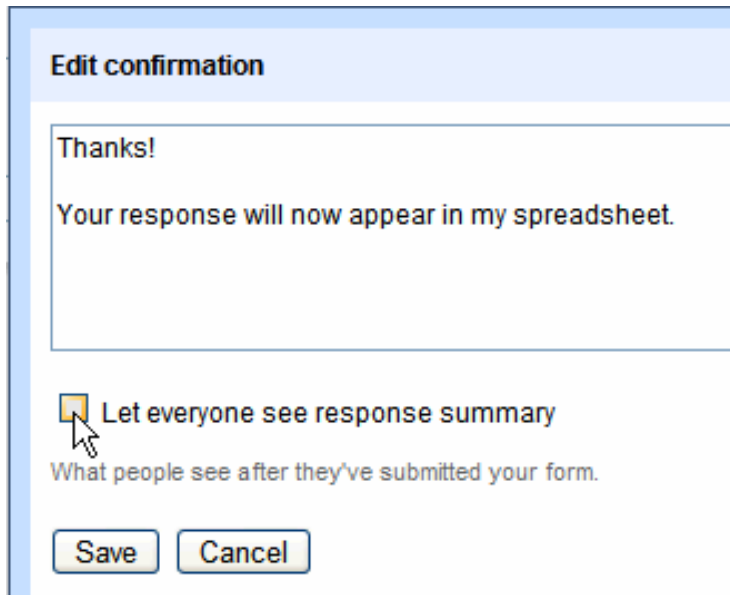 Edit confirmation
Thanks!
Your response will now appear in my spreadsheet.
Let everyone see response summary
What people see after they've submitted your form.
Save Cancel